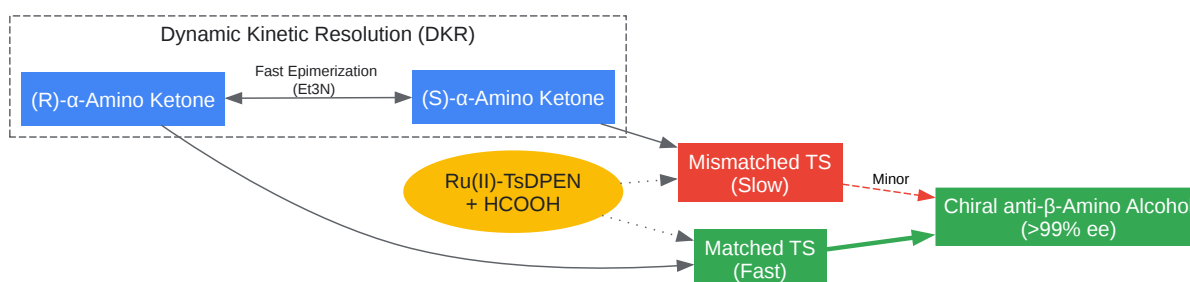 Dynamic Kinetic Resolution (DKR)
Fast Epimerization
(Et3N)
(R)-α-Amino Ketone
(S)-α-Amino Ketone
Ru(II)-TsDPEN
+ HCOOH
Mismatched TS
(Slow)
Minor
Matched TS
(Fast)
Chiral anti-β-Amino Alcohol
(>99% ee)